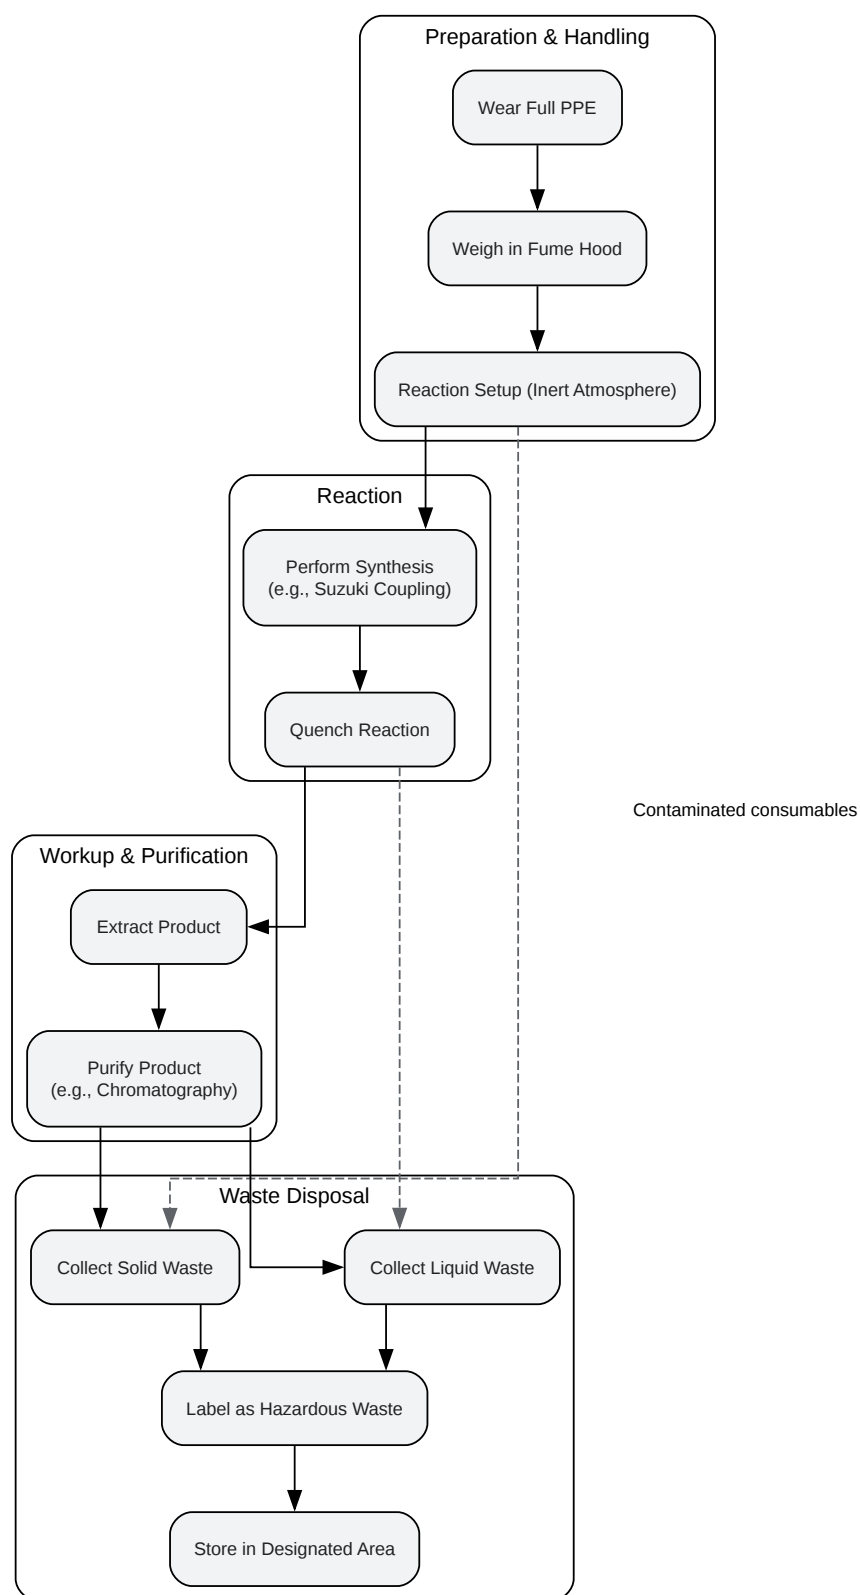 Preparation & Handling
Wear Full PPE
Weigh in Fume Hood
Reaction Setup (Inert Atmosphere)
Reaction
Perform Synthesis
(e.g., Suzuki Coupling)
Quench Reaction
Contaminated consumables
Workup & Purification
Extract Product
Purify Product
(e.g., Chromatography)
Waste Disposal
Collect Solid Waste
Collect Liquid Waste
Label as Hazardous Waste
Store in Designated Area